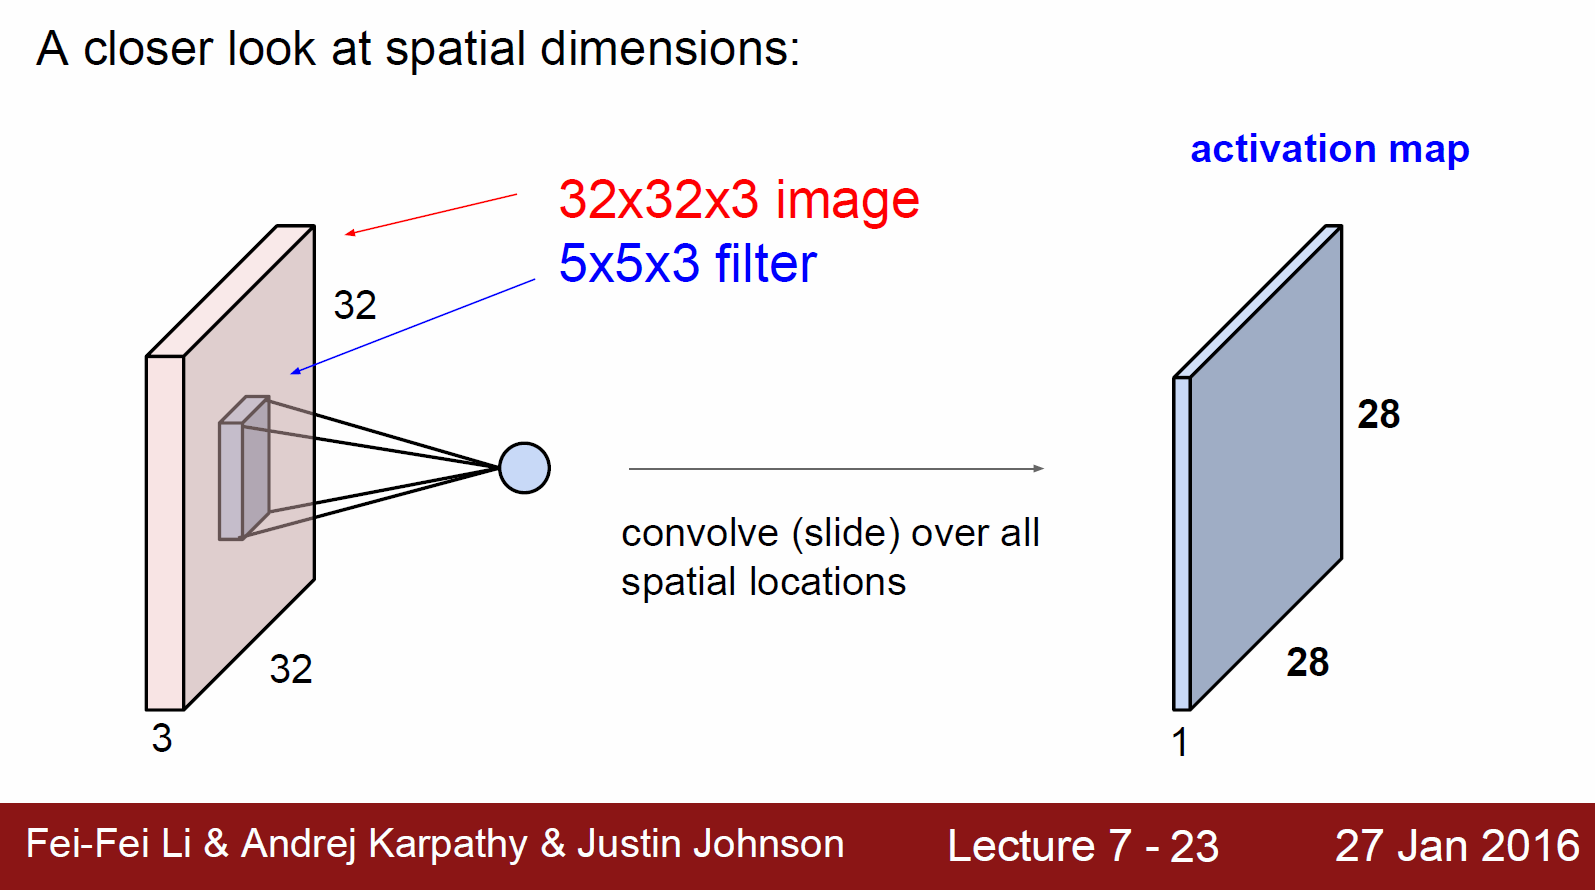 A closer look at spatial dimensions:
activation map
32x32x3 image
5x5x3 filter
32
28
convolve (slide) over all
spatial locations
32
28
3
1
Fei-Fei Li & Andrej Karpathy & Justin Johnson
Lecture 7 - 23
27 Jan 2016